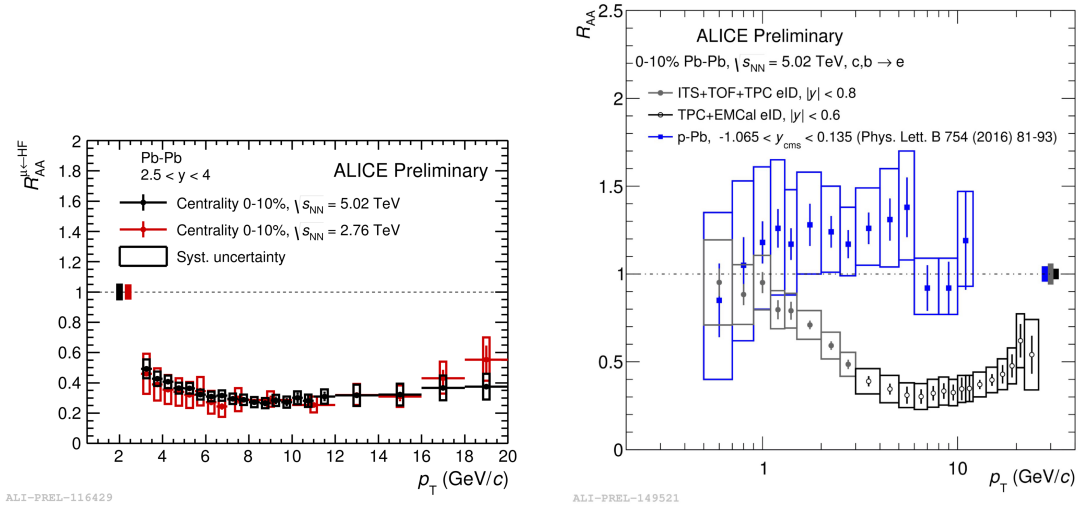 R_AA^μ←HF
2
1.8
1.6
1.4
1.2
1
0.8
0.6
0.4
0.2
0
Pb-Pb
2.5 < y < 4
ALICE Preliminary
Centrality 0-10%, √s_NN = 5.02 TeV
Centrality 0-10%, √s_NN = 2.76 TeV
Syst. uncertainty
2 4 6 8 10 12 14 16 18 20
p_T (GeV/c)
ALI-PREL-116429
R_AA
2.5
2
1.5
1
0.5
0
ALICE Preliminary
0-10% Pb-Pb, √s_NN = 5.02 TeV, c,b → e
ITS+TOF+TPC eID, |y| < 0.8
TPC+EMCal eID, |y| < 0.6
p-Pb, -1.065 < y_cms < 0.135 (Phys. Lett. B 754 (2016) 81-93)
1 10
p_T (GeV/c)
ALI-PREL-149521